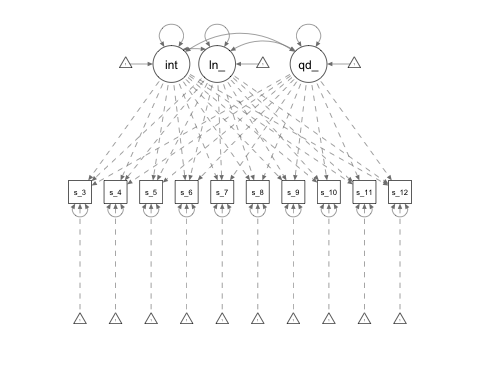 int ln_ qd_
s_3 s_4 s_5 s_6 s_7 s_8 s_9 s_10 s_11 s_12